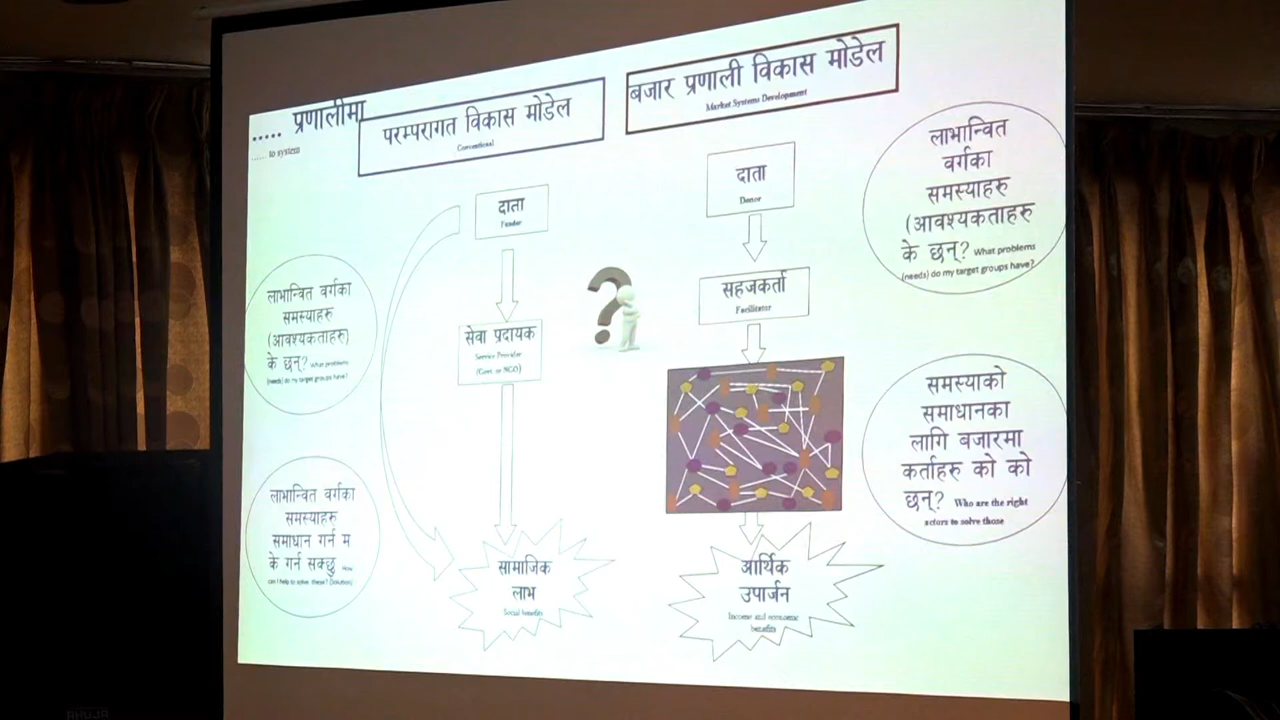 ..... प्रणालीमा
...... to system
परम्परागत विकास मोडेल
Conventional
बजार प्रणाली विकास मोडेल
Market Systems Development
दाता
Funder
सेवा प्रदायक
Service Provider
(Govt. or NGO)
सामाजिक
लाभ
Social benefits
दाता
Donor
सहजकर्ता
Facilitator
आर्थिक
उपार्जन
Income and economic
benefits
लाभान्वित वर्गका
समस्याहरु
(आवश्यकताहरु)
के छन्? What problems
(needs) do my target groups have?
लाभान्वित वर्गका
समस्याहरु
समाधान गर्न म
के गर्न सक्छु How
can I help to solve these? (Solution)
लाभान्वित
वर्गका
समस्याहरु
(आवश्यकताहरु
के छन्? What problems
(needs) do my target groups have?
समस्याको
समाधानका
लागि बजारमा
कर्ताहरु को को
छन्? Who are the right
actors to solve those